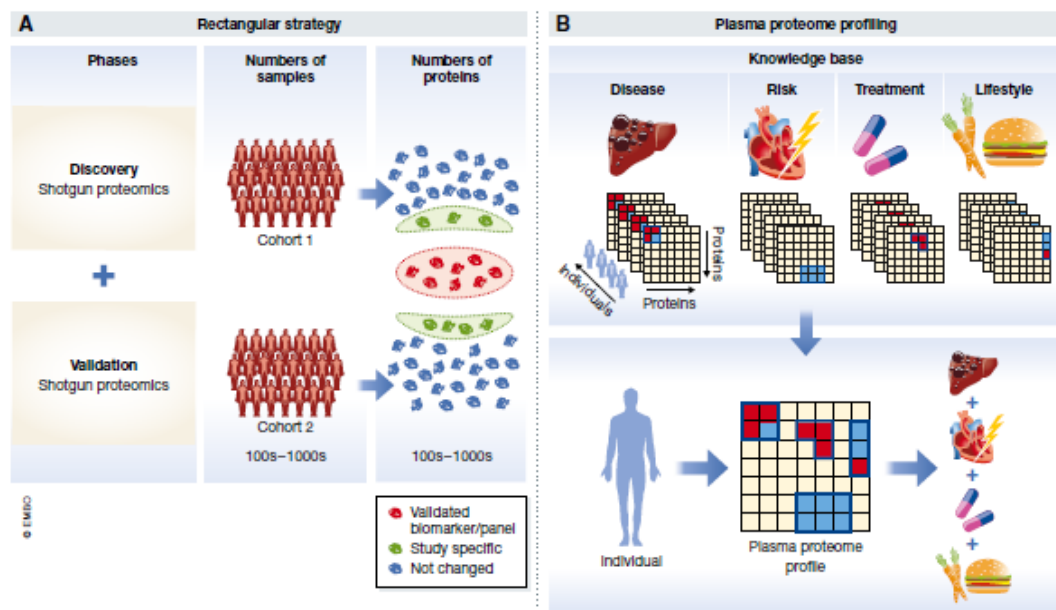 A
Rectangular strategy
Phases
Numbers of
samples
Numbers of
proteins
Discovery
Shotgun proteomics
Cohort 1
Validation
Shotgun proteomics
Cohort 2
100s–1000s
100s–1000s
© EMBO
Validated
biomarker/panel
Study specific
Not changed
B
Plasma proteome profiling
Knowledge base
Disease
Risk
Treatment
Lifestyle
Individuals
Proteins
Proteins
Individual
Plasma proteome
profile